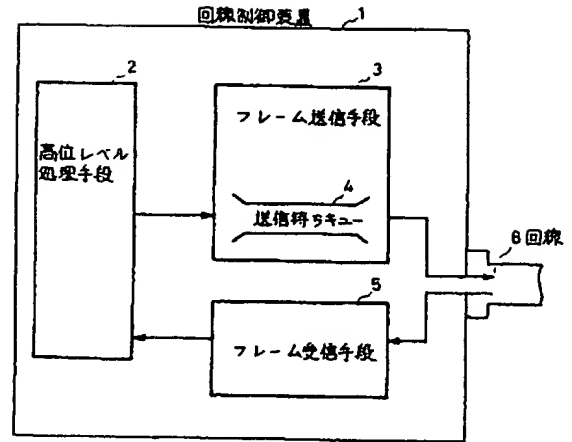 回線制御装置
1
2
3
高位レベル
処理手段
フレーム送信手段
4
送信待ちキュー
6回線
5
フレーム受信手段